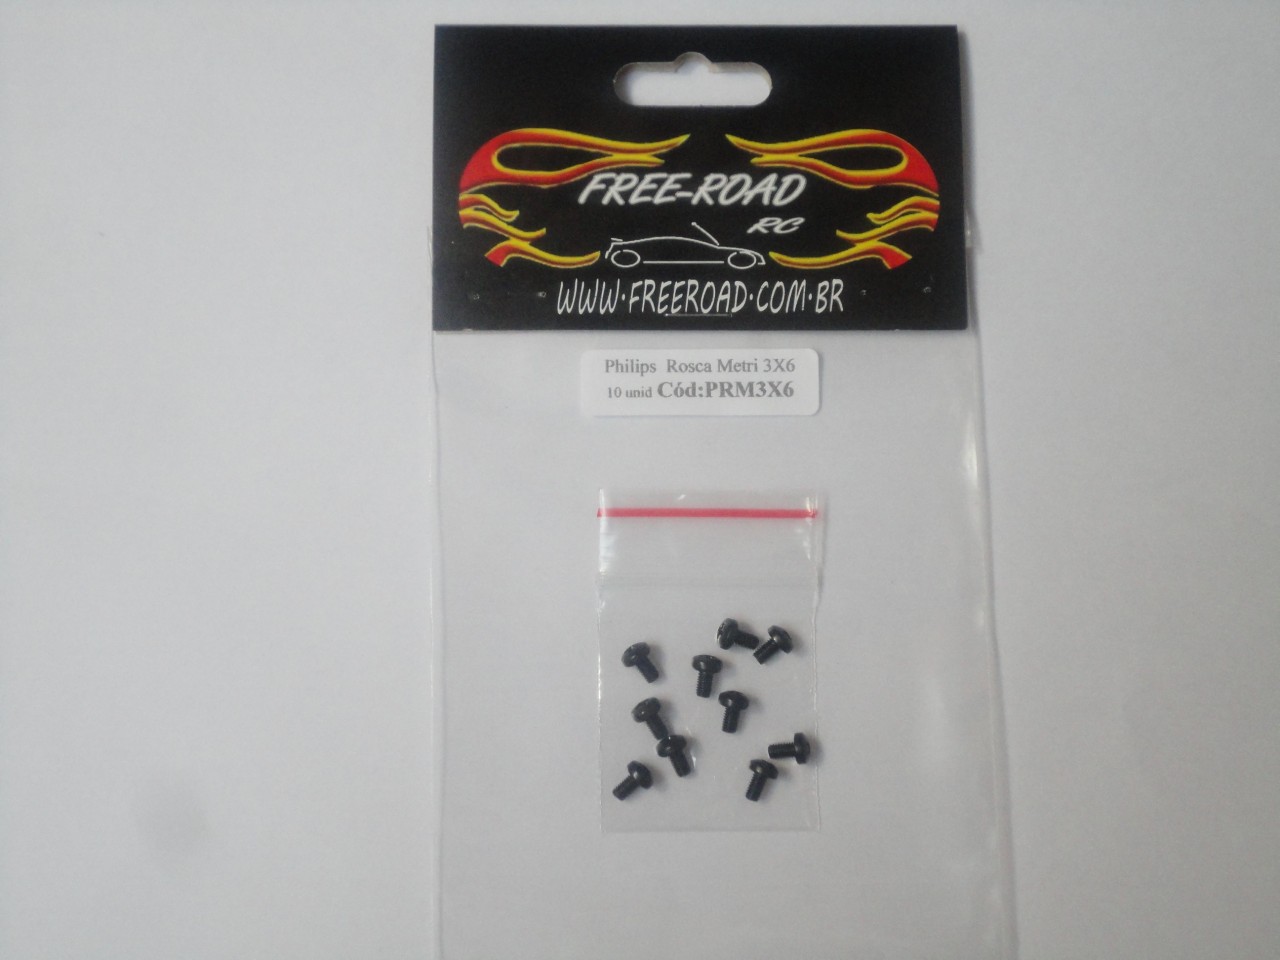 FREE-ROAD
RC
WWW.FREEROAD.COM.BR
Philips Rosca Metri 3X6
10 unid Cód:PRM3X6